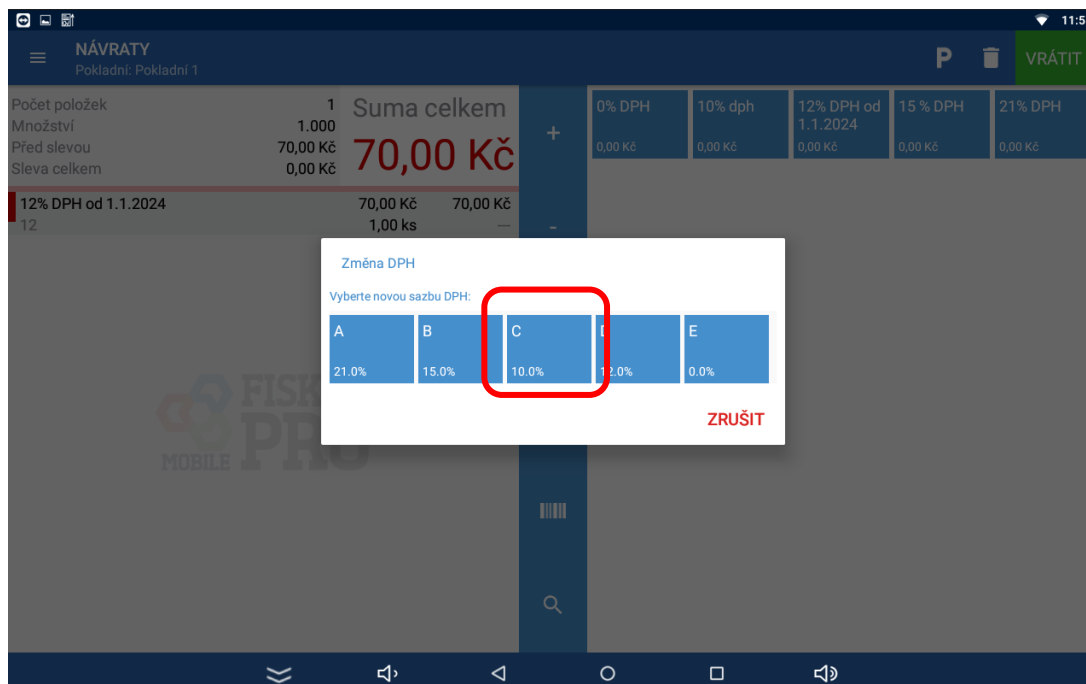 11:5
NÁVRATY
Pokladní: Pokladní 1
P
VRÁTIT
Počet položek 1
Množství 1.000
Před slevou 70,00 Kč
Sleva celkem 0,00 Kč
Suma celkem
70,00 Kč
+
-
0% DPH
0,00 Kč
10% dph
0,00 Kč
12% DPH od
1.1.2024
0,00 Kč
15 % DPH
0,00 Kč
21% DPH
0,00 Kč
12% DPH od 1.1.2024 70,00 Kč 70,00 Kč
12 1,00 ks —
Změna DPH
Vyberte novou sazbu DPH:
A
21.0%
B
15.0%
C
10.0%
D
12.0%
E
0.0%
ZRUŠIT
MOBILE PRO